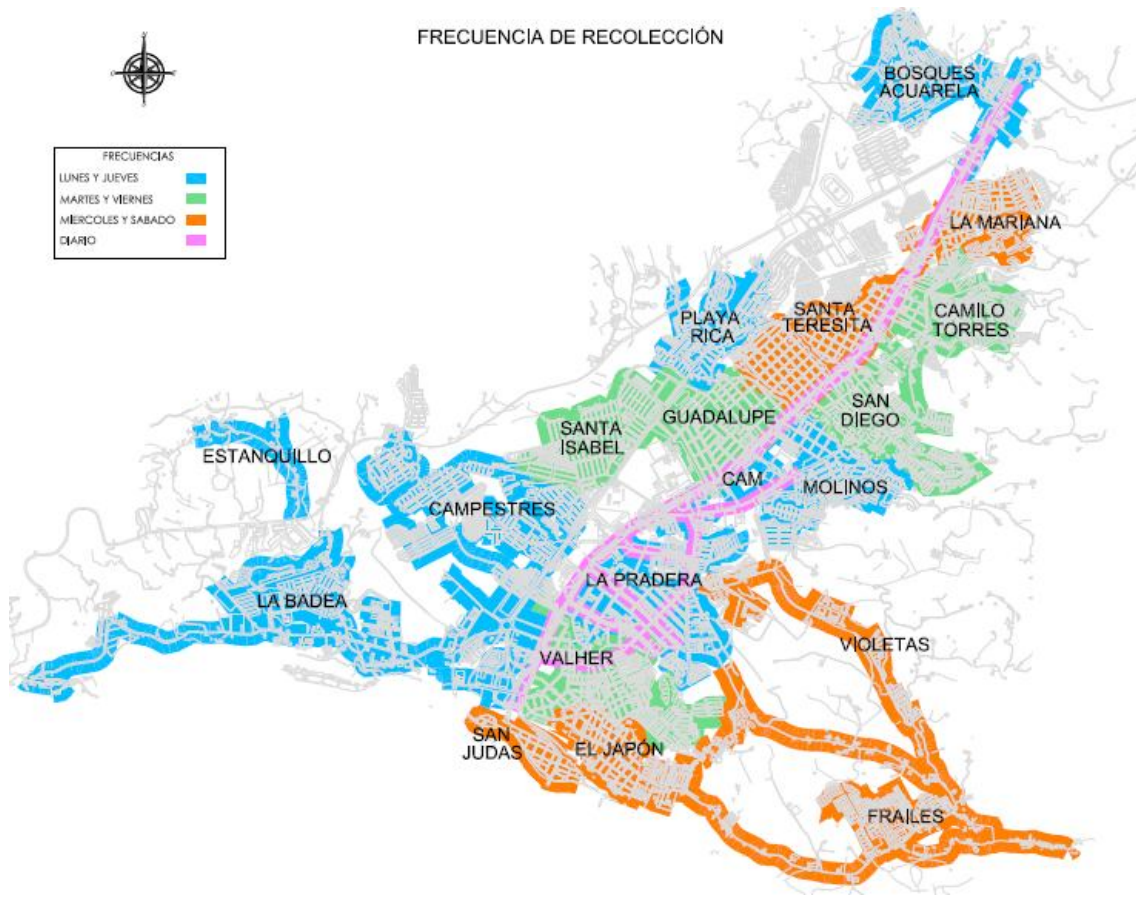 FRECUENCIA DE RECOLECCIÓN
FRECUENCIAS
LUNES Y JUEVES
MARTES Y VIERNES
MIERCOLES Y SABADO
DIARIO
BOSQUES
ACUARELA
LA MARIANA
SANTA
TERESITA
CAMILO
TORRES
PLAYA
RICA
GUADALUPE
SAN
DIEGO
SANTA
ISABEL
ESTANQUILLO
CAM
MOLINOS
CAMPESTRES
LA PRADERA
LA BADEA
VIOLETAS
VALHER
SAN
JUDAS
EL JAPÓN
FRAILES